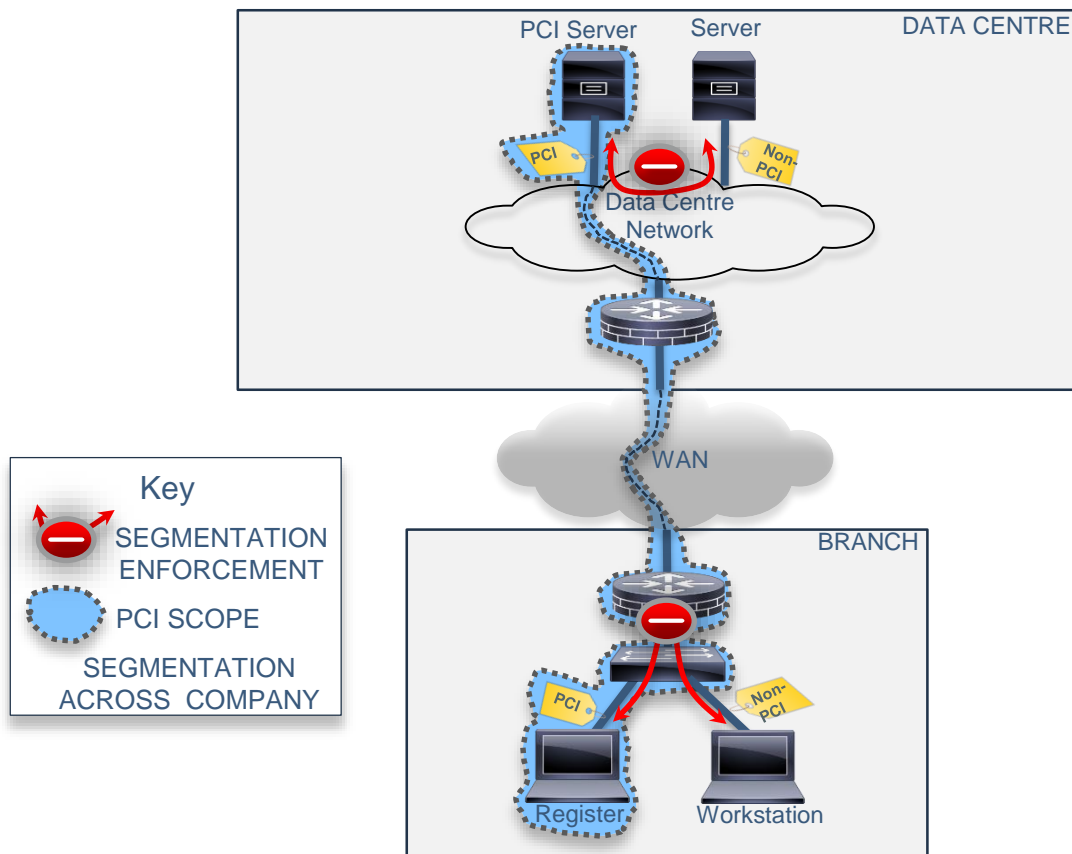 DATA CENTRE
PCI Server
Server
PCI
Non-
PCI
Data Centre
Network
WAN
Key
SEGMENTATION
ENFORCEMENT
PCI SCOPE
SEGMENTATION
ACROSS COMPANY
BRANCH
PCI
Non-
PCI
Register
Workstation